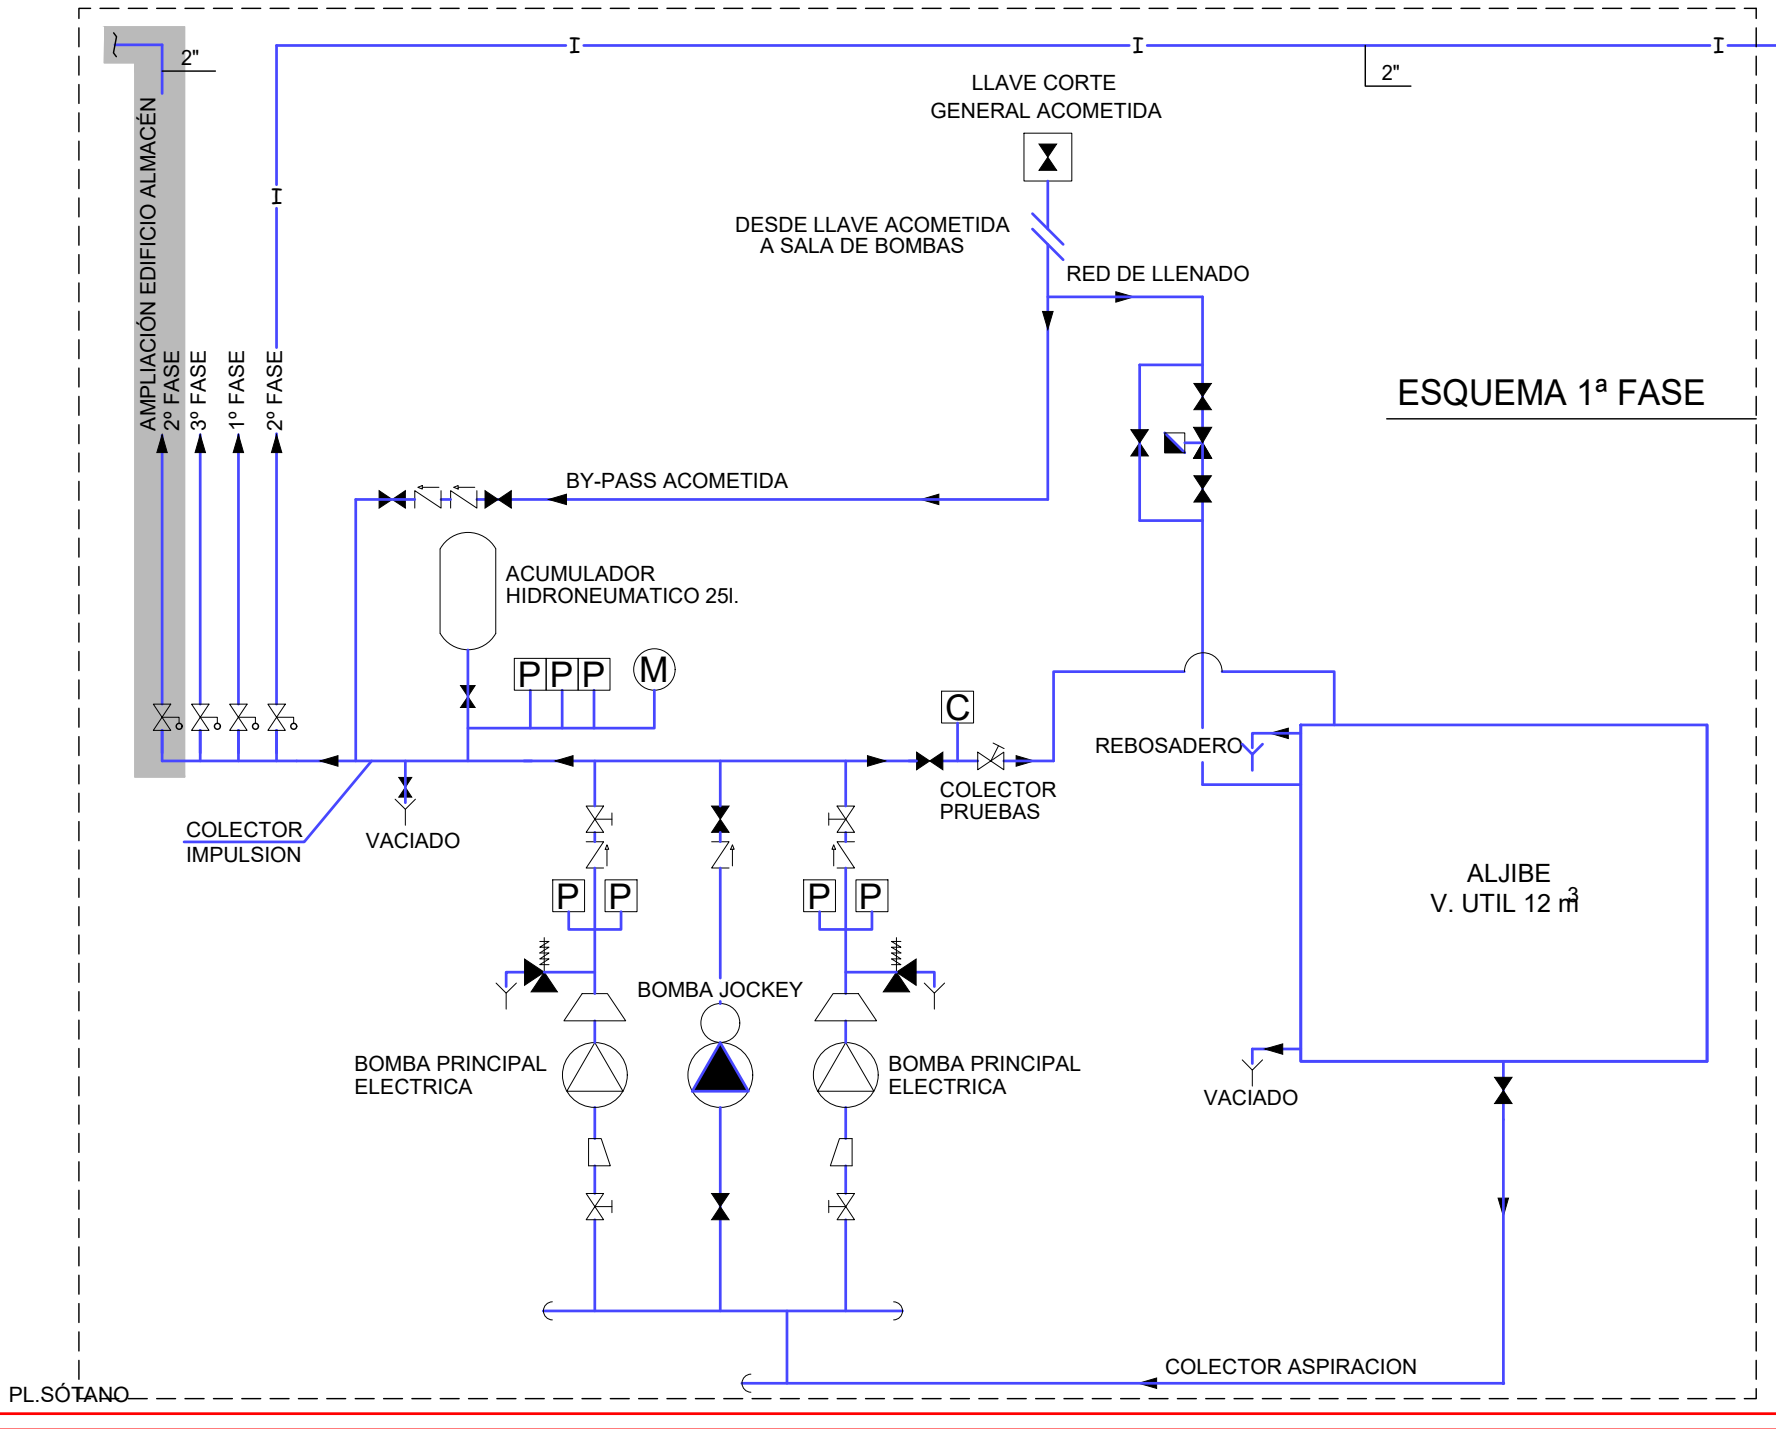 2"
2"
LLAVE CORTE
GENERAL ACOMETIDA
DESDE LLAVE ACOMETIDA
A SALA DE BOMBAS
RED DE LLENADO
AMPLIACIÓN EDIFICIO ALMACÉN
2º FASE
3º FASE
1º FASE
2º FASE
ESQUEMA 1ª FASE
BY-PASS ACOMETIDA
ACUMULADOR
HIDRONEUMATICO 25l.
P P P M
C
REBOSADERO
COLECTOR
PRUEBAS
COLECTOR
IMPULSION
VACIADO
P P
P P
ALJIBE
V. UTIL 12 m³
BOMBA JOCKEY
BOMBA PRINCIPAL
ELECTRICA
BOMBA PRINCIPAL
ELECTRICA
VACIADO
COLECTOR ASPIRACION
PL.SÓTANO